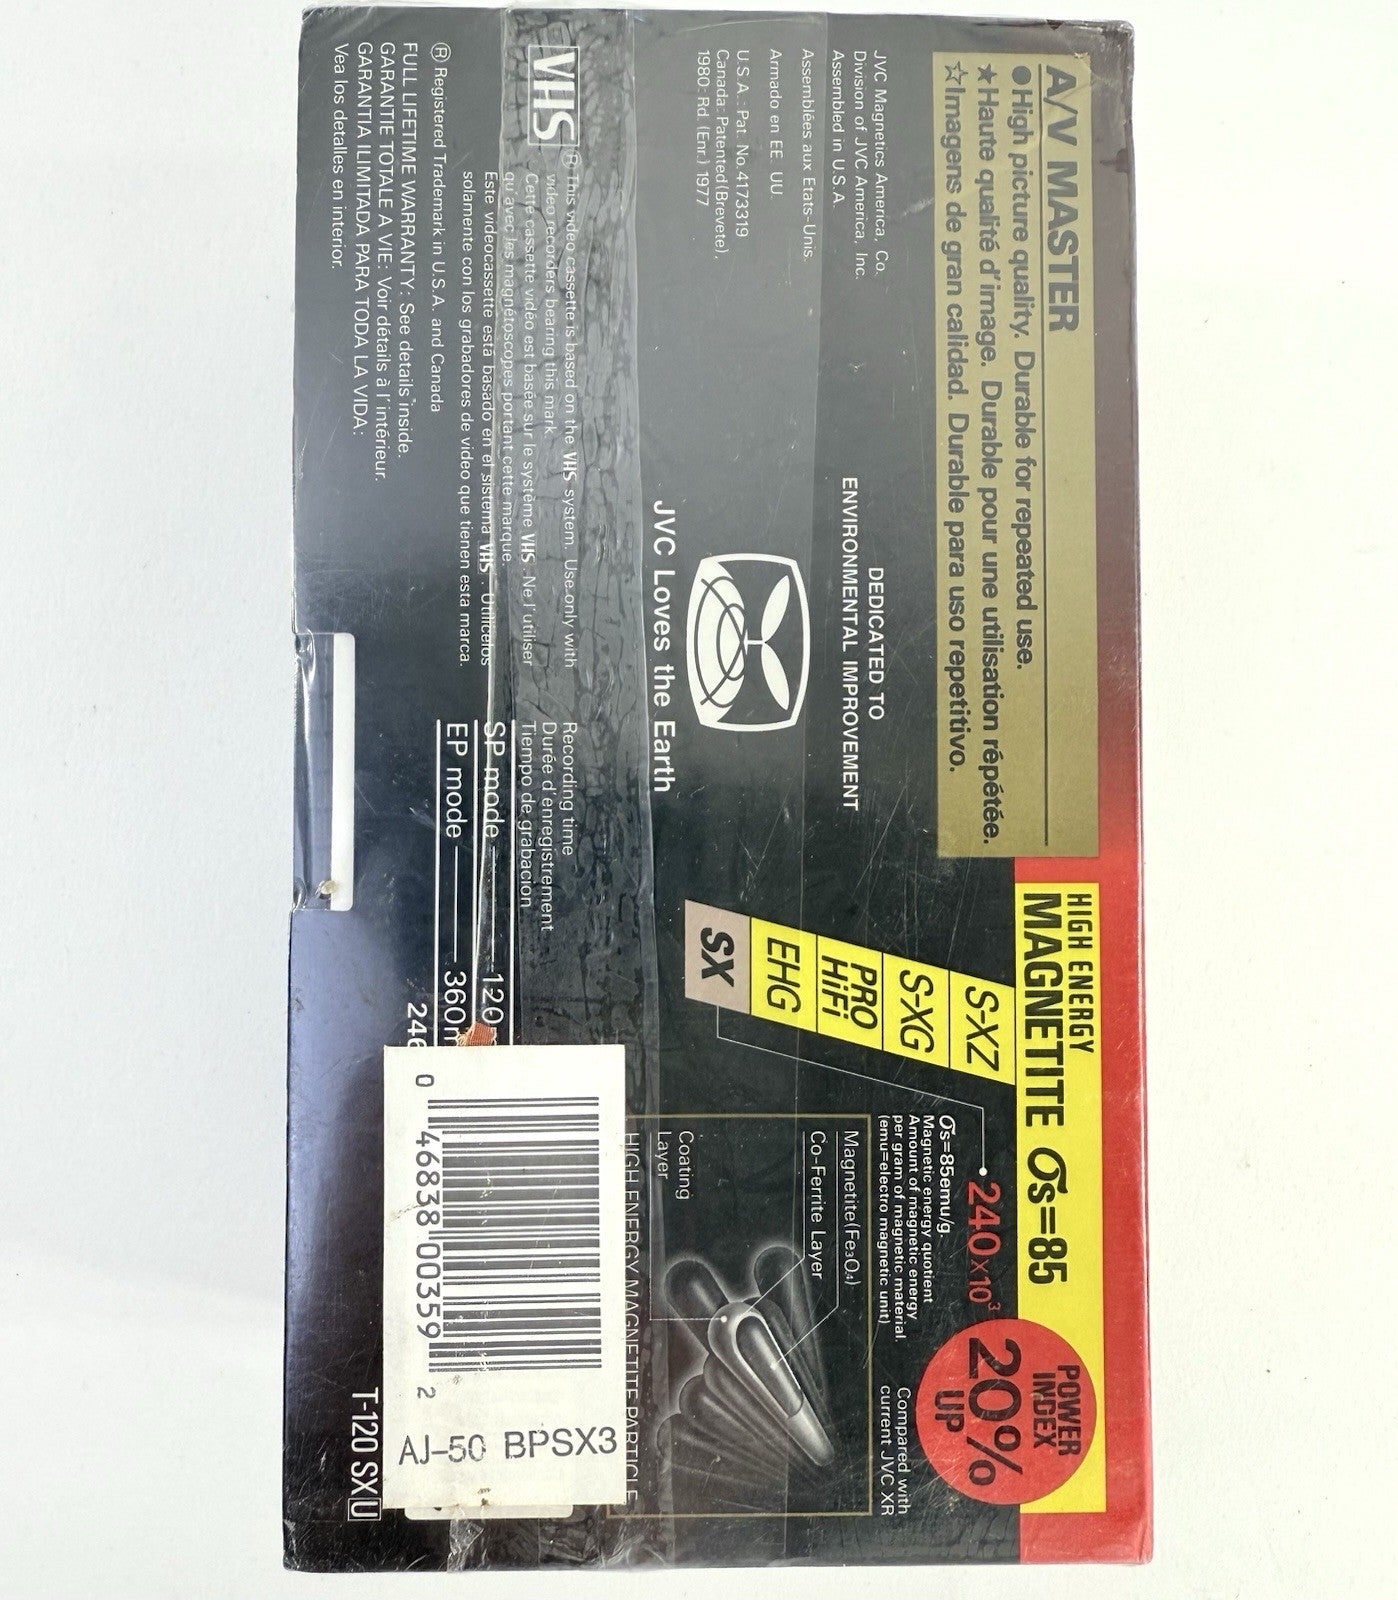 A/V MASTER
● High picture quality. Durable for repeated use.
★ Haute qualité d'image. Durable pour une utilisation répétée.
☆ Imagens de gran calidad. Durable para uso repetitivo.
JVC Magnetics America, Co.
Division of JVC America, Inc.
Assembled in U.S.A.
Assemblées aux Etats-Unis.
Armado en EE. UU.
U.S.A.: Pat. No.4173319
Canada: Patented(Brevete),
1980: Rd. (Enr.) 1977
DEDICATED TO
ENVIRONMENTAL IMPROVEMENT
JVC Loves the Earth
VHS
® This video cassette is based on the VHS system. Use only with
video recorders bearing this mark.
Cette cassette vidéo est basée sur le système VHS. Ne l'utiliser
qu'avec les magnétoscopes portant cette marque.
Este videocassette esta basado en el sistema VHS. Utilicelos
solamente con los grabadores de video que tienen esta marca.
® Registered Trademark in U.S.A. and Canada
FULL LIFETIME WARRANTY: See details inside.
GARANTIE TOTALE A VIE: Voir détails à l'intérieur.
GARANTIA ILIMITADA PARA TODA LA VIDA:
Vea los detalles en interior.
Recording time
Durée d'enregistrement
Tiempo de grabacion
SP mode 120
EP mode 360m
246
HIGH ENERGY
MAGNETITE σs=85
POWER
INDEX
20%
UP
S-XZ
S-XG
PRO
HiFi
EHG
SX
240×10³
Compared with
current JVC XR
σs=85emu/g.
Magnetic energy quotient
Amount of magnetic energy
per gram of magnetic material.
(emu=electro magnetic unit)
Magnetite(Fe₃O₄)
Co-Ferrite Layer
Coating
Layer
HIGH ENERGY MAGNETITE PARTICLE
0 46838 00359 2
AJ-50 BPSX3
T-120 SXU